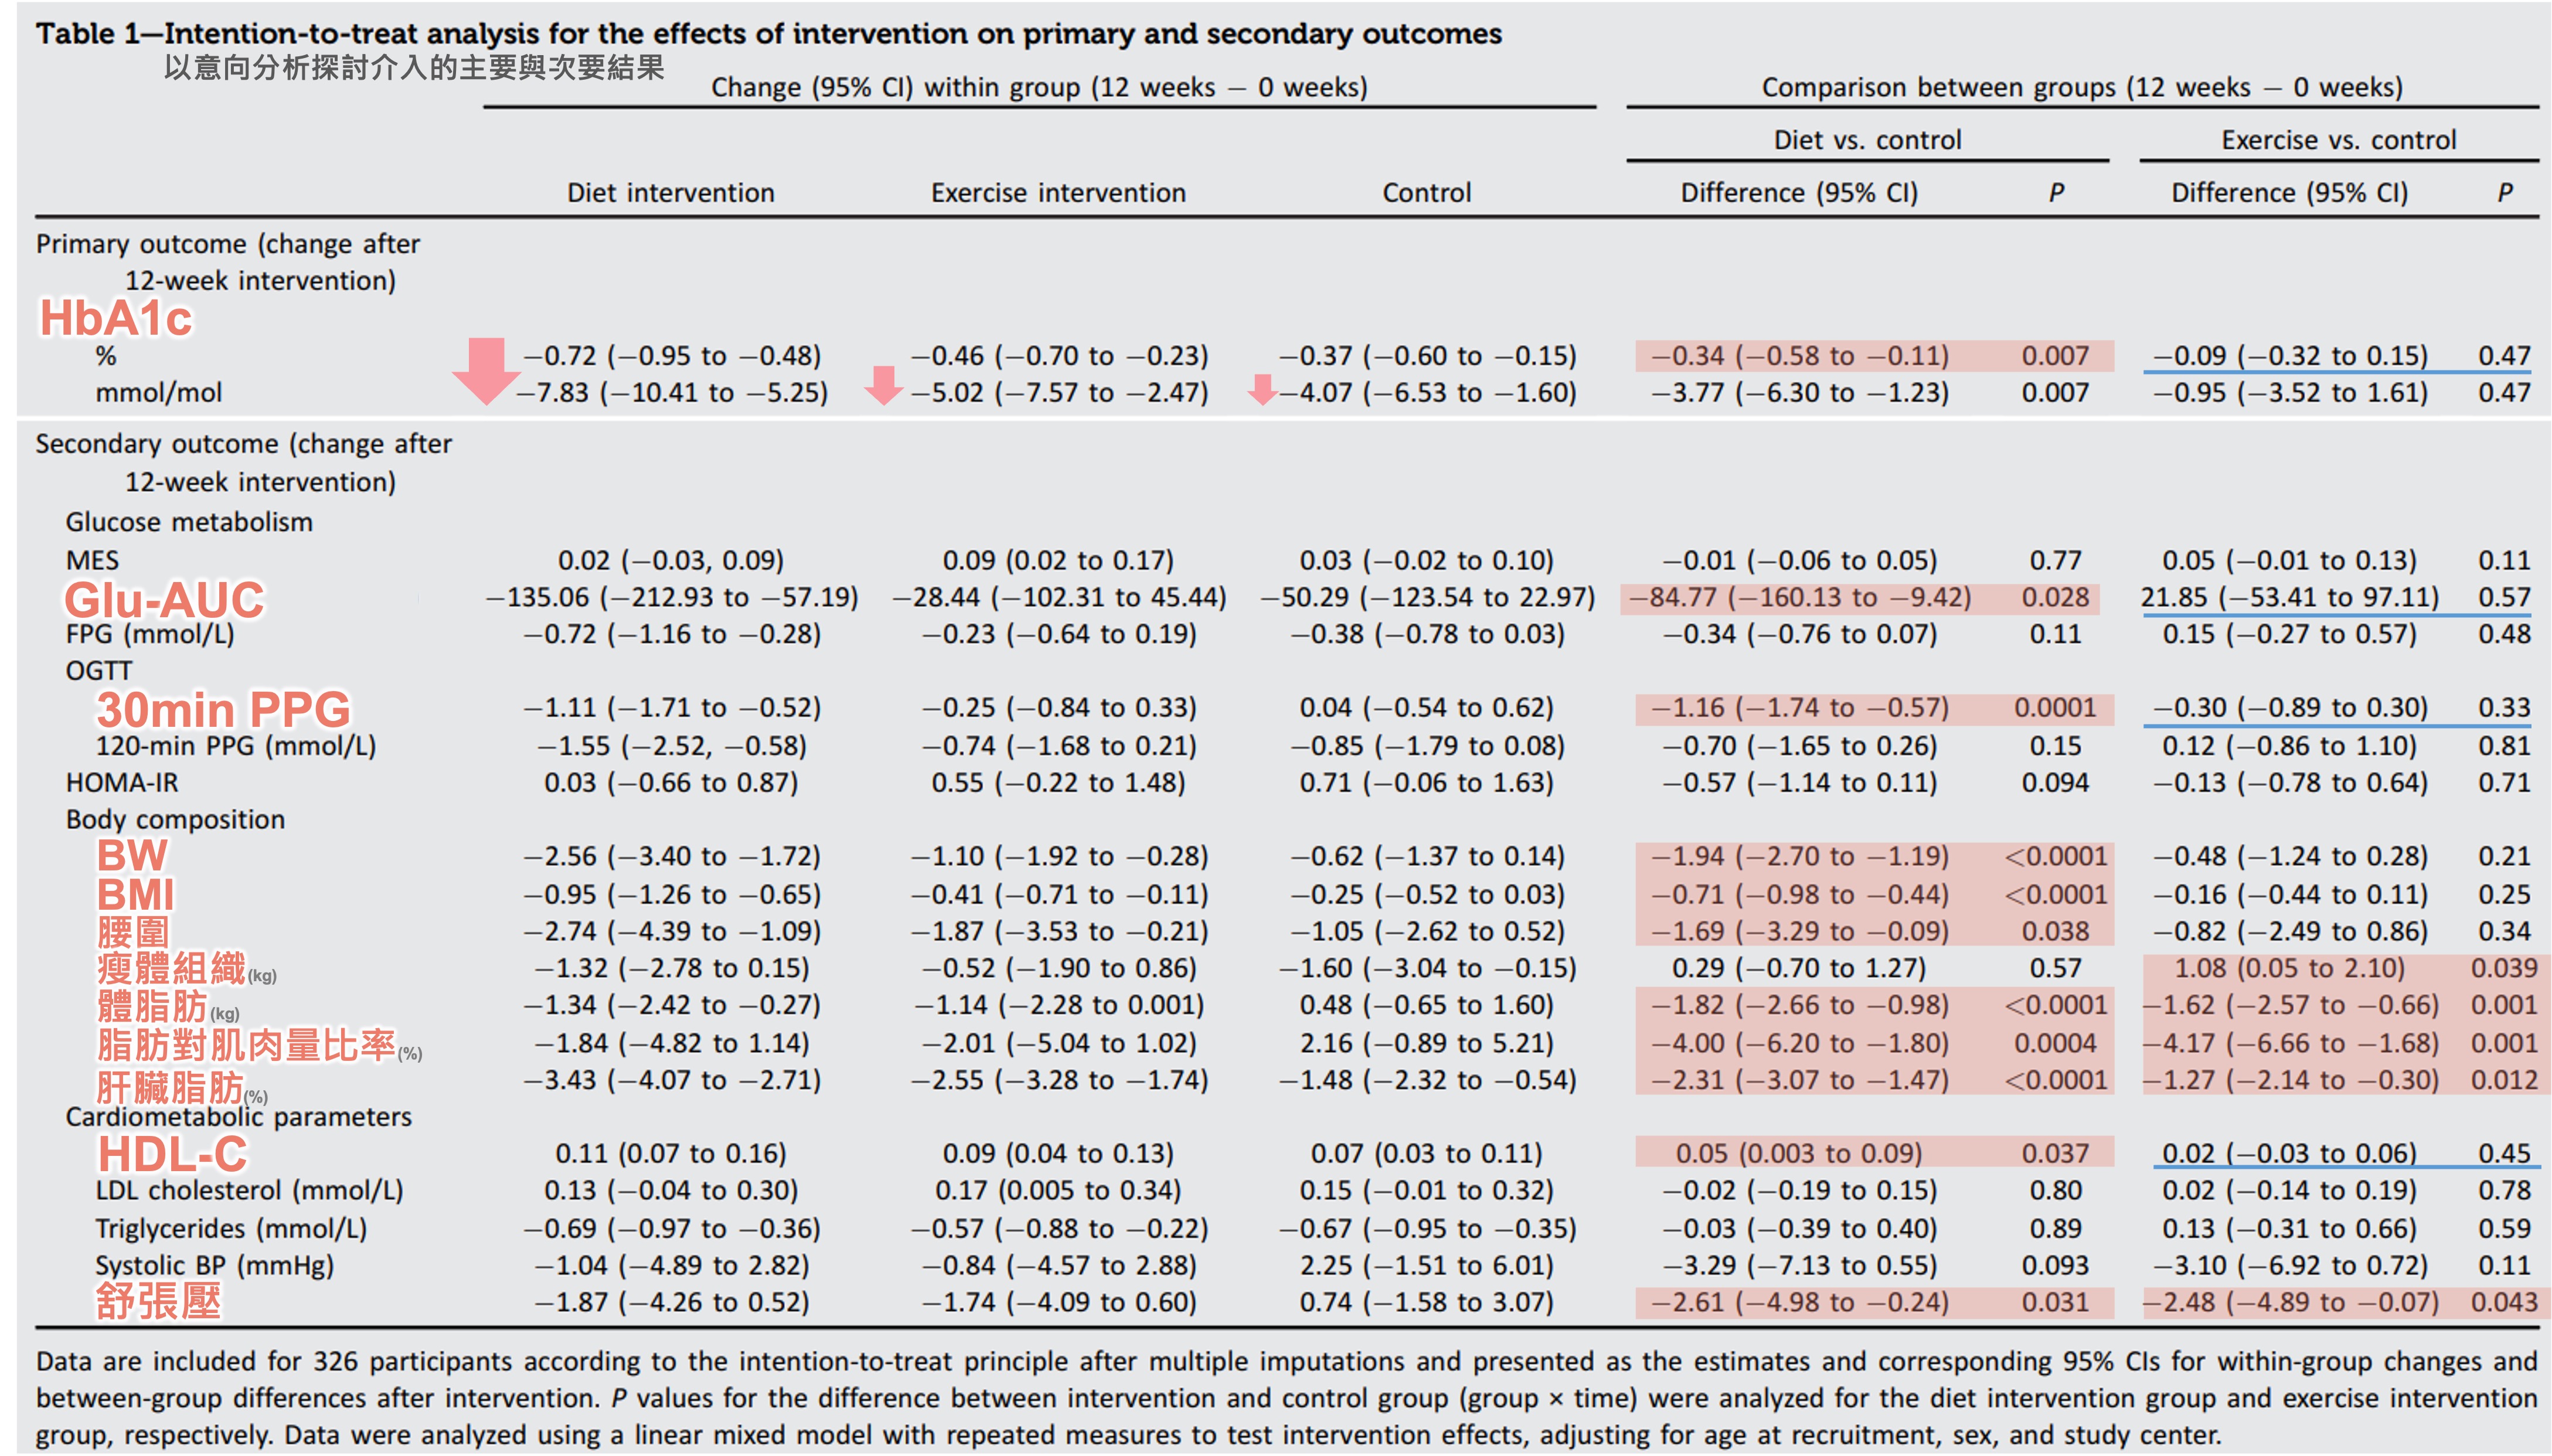 Table 1—Intention-to-treat analysis for the effects of intervention on primary and secondary outcomes
以意向分析探討介入的主要與次要結果
Change (95% CI) within group (12 weeks − 0 weeks) Comparison between groups (12 weeks − 0 weeks)
Diet vs. control Exercise vs. control
Diet intervention Exercise intervention Control Difference (95% CI) P Difference (95% CI) P
Primary outcome (change after
12-week intervention)
HbA1c
% −0.72 (−0.95 to −0.48) −0.46 (−0.70 to −0.23) −0.37 (−0.60 to −0.15) −0.34 (−0.58 to −0.11) 0.007 −0.09 (−0.32 to 0.15) 0.47
mmol/mol −7.83 (−10.41 to −5.25) −5.02 (−7.57 to −2.47) −4.07 (−6.53 to −1.60) −3.77 (−6.30 to −1.23) 0.007 −0.95 (−3.52 to 1.61) 0.47
Secondary outcome (change after
12-week intervention)
Glucose metabolism
MES 0.02 (−0.03, 0.09) 0.09 (0.02 to 0.17) 0.03 (−0.02 to 0.10) −0.01 (−0.06 to 0.05) 0.77 0.05 (−0.01 to 0.13) 0.11
Glu-AUC −135.06 (−212.93 to −57.19) −28.44 (−102.31 to 45.44) −50.29 (−123.54 to 22.97) −84.77 (−160.13 to −9.42) 0.028 21.85 (−53.41 to 97.11) 0.57
FPG (mmol/L) −0.72 (−1.16 to −0.28) −0.23 (−0.64 to 0.19) −0.38 (−0.78 to 0.03) −0.34 (−0.76 to 0.07) 0.11 0.15 (−0.27 to 0.57) 0.48
OGTT
30min PPG −1.11 (−1.71 to −0.52) −0.25 (−0.84 to 0.33) 0.04 (−0.54 to 0.62) −1.16 (−1.74 to −0.57) 0.0001 −0.30 (−0.89 to 0.30) 0.33
120-min PPG (mmol/L) −1.55 (−2.52, −0.58) −0.74 (−1.68 to 0.21) −0.85 (−1.79 to 0.08) −0.70 (−1.65 to 0.26) 0.15 0.12 (−0.86 to 1.10) 0.81
HOMA-IR 0.03 (−0.66 to 0.87) 0.55 (−0.22 to 1.48) 0.71 (−0.06 to 1.63) −0.57 (−1.14 to 0.11) 0.094 −0.13 (−0.78 to 0.64) 0.71
Body composition
BW −2.56 (−3.40 to −1.72) −1.10 (−1.92 to −0.28) −0.62 (−1.37 to 0.14) −1.94 (−2.70 to −1.19) <0.0001 −0.48 (−1.24 to 0.28) 0.21
BMI −0.95 (−1.26 to −0.65) −0.41 (−0.71 to −0.11) −0.25 (−0.52 to 0.03) −0.71 (−0.98 to −0.44) <0.0001 −0.16 (−0.44 to 0.11) 0.25
腰圍 −2.74 (−4.39 to −1.09) −1.87 (−3.53 to −0.21) −1.05 (−2.62 to 0.52) −1.69 (−3.29 to −0.09) 0.038 −0.82 (−2.49 to 0.86) 0.34
瘦體組織(kg) −1.32 (−2.78 to 0.15) −0.52 (−1.90 to 0.86) −1.60 (−3.04 to −0.15) 0.29 (−0.70 to 1.27) 0.57 1.08 (0.05 to 2.10) 0.039
體脂肪(kg) −1.34 (−2.42 to −0.27) −1.14 (−2.28 to 0.001) 0.48 (−0.65 to 1.60) −1.82 (−2.66 to −0.98) <0.0001 −1.62 (−2.57 to −0.66) 0.001
脂肪對肌肉量比率(%) −1.84 (−4.82 to 1.14) −2.01 (−5.04 to 1.02) 2.16 (−0.89 to 5.21) −4.00 (−6.20 to −1.80) 0.0004 −4.17 (−6.66 to −1.68) 0.001
肝臟脂肪(%) −3.43 (−4.07 to −2.71) −2.55 (−3.28 to −1.74) −1.48 (−2.32 to −0.54) −2.31 (−3.07 to −1.47) <0.0001 −1.27 (−2.14 to −0.30) 0.012
Cardiometabolic parameters
HDL-C 0.11 (0.07 to 0.16) 0.09 (0.04 to 0.13) 0.07 (0.03 to 0.11) 0.05 (0.003 to 0.09) 0.037 0.02 (−0.03 to 0.06) 0.45
LDL cholesterol (mmol/L) 0.13 (−0.04 to 0.30) 0.17 (0.005 to 0.34) 0.15 (−0.01 to 0.32) −0.02 (−0.19 to 0.15) 0.80 0.02 (−0.14 to 0.19) 0.78
Triglycerides (mmol/L) −0.69 (−0.97 to −0.36) −0.57 (−0.88 to −0.22) −0.67 (−0.95 to −0.35) −0.03 (−0.39 to 0.40) 0.89 0.13 (−0.31 to 0.66) 0.59
Systolic BP (mmHg) −1.04 (−4.89 to 2.82) −0.84 (−4.57 to 2.88) 2.25 (−1.51 to 6.01) −3.29 (−7.13 to 0.55) 0.093 −3.10 (−6.92 to 0.72) 0.11
舒張壓 −1.87 (−4.26 to 0.52) −1.74 (−4.09 to 0.60) 0.74 (−1.58 to 3.07) −2.61 (−4.98 to −0.24) 0.031 −2.48 (−4.89 to −0.07) 0.043
Data are included for 326 participants according to the intention-to-treat principle after multiple imputations and presented as the estimates and corresponding 95% CIs for within-group changes and
between-group differences after intervention. P values for the difference between intervention and control group (group × time) were analyzed for the diet intervention group and exercise intervention
group, respectively. Data were analyzed using a linear mixed model with repeated measures to test intervention effects, adjusting for age at recruitment, sex, and study center.